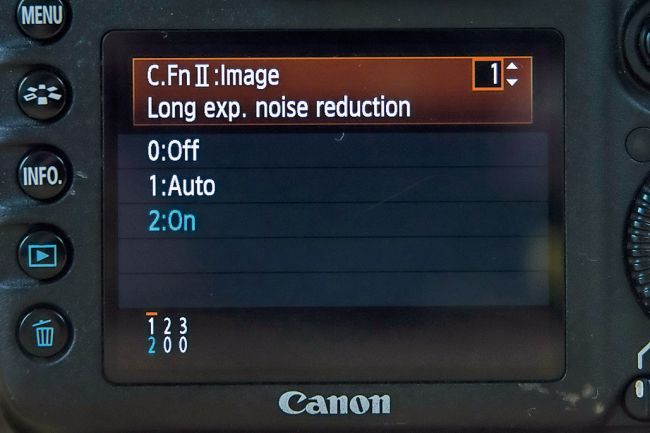 MENU
C.Fn II:Image 1
Long exp. noise reduction
0:Off
INFO.
1:Auto
2:On
1 2 3
2 0 0
Canon